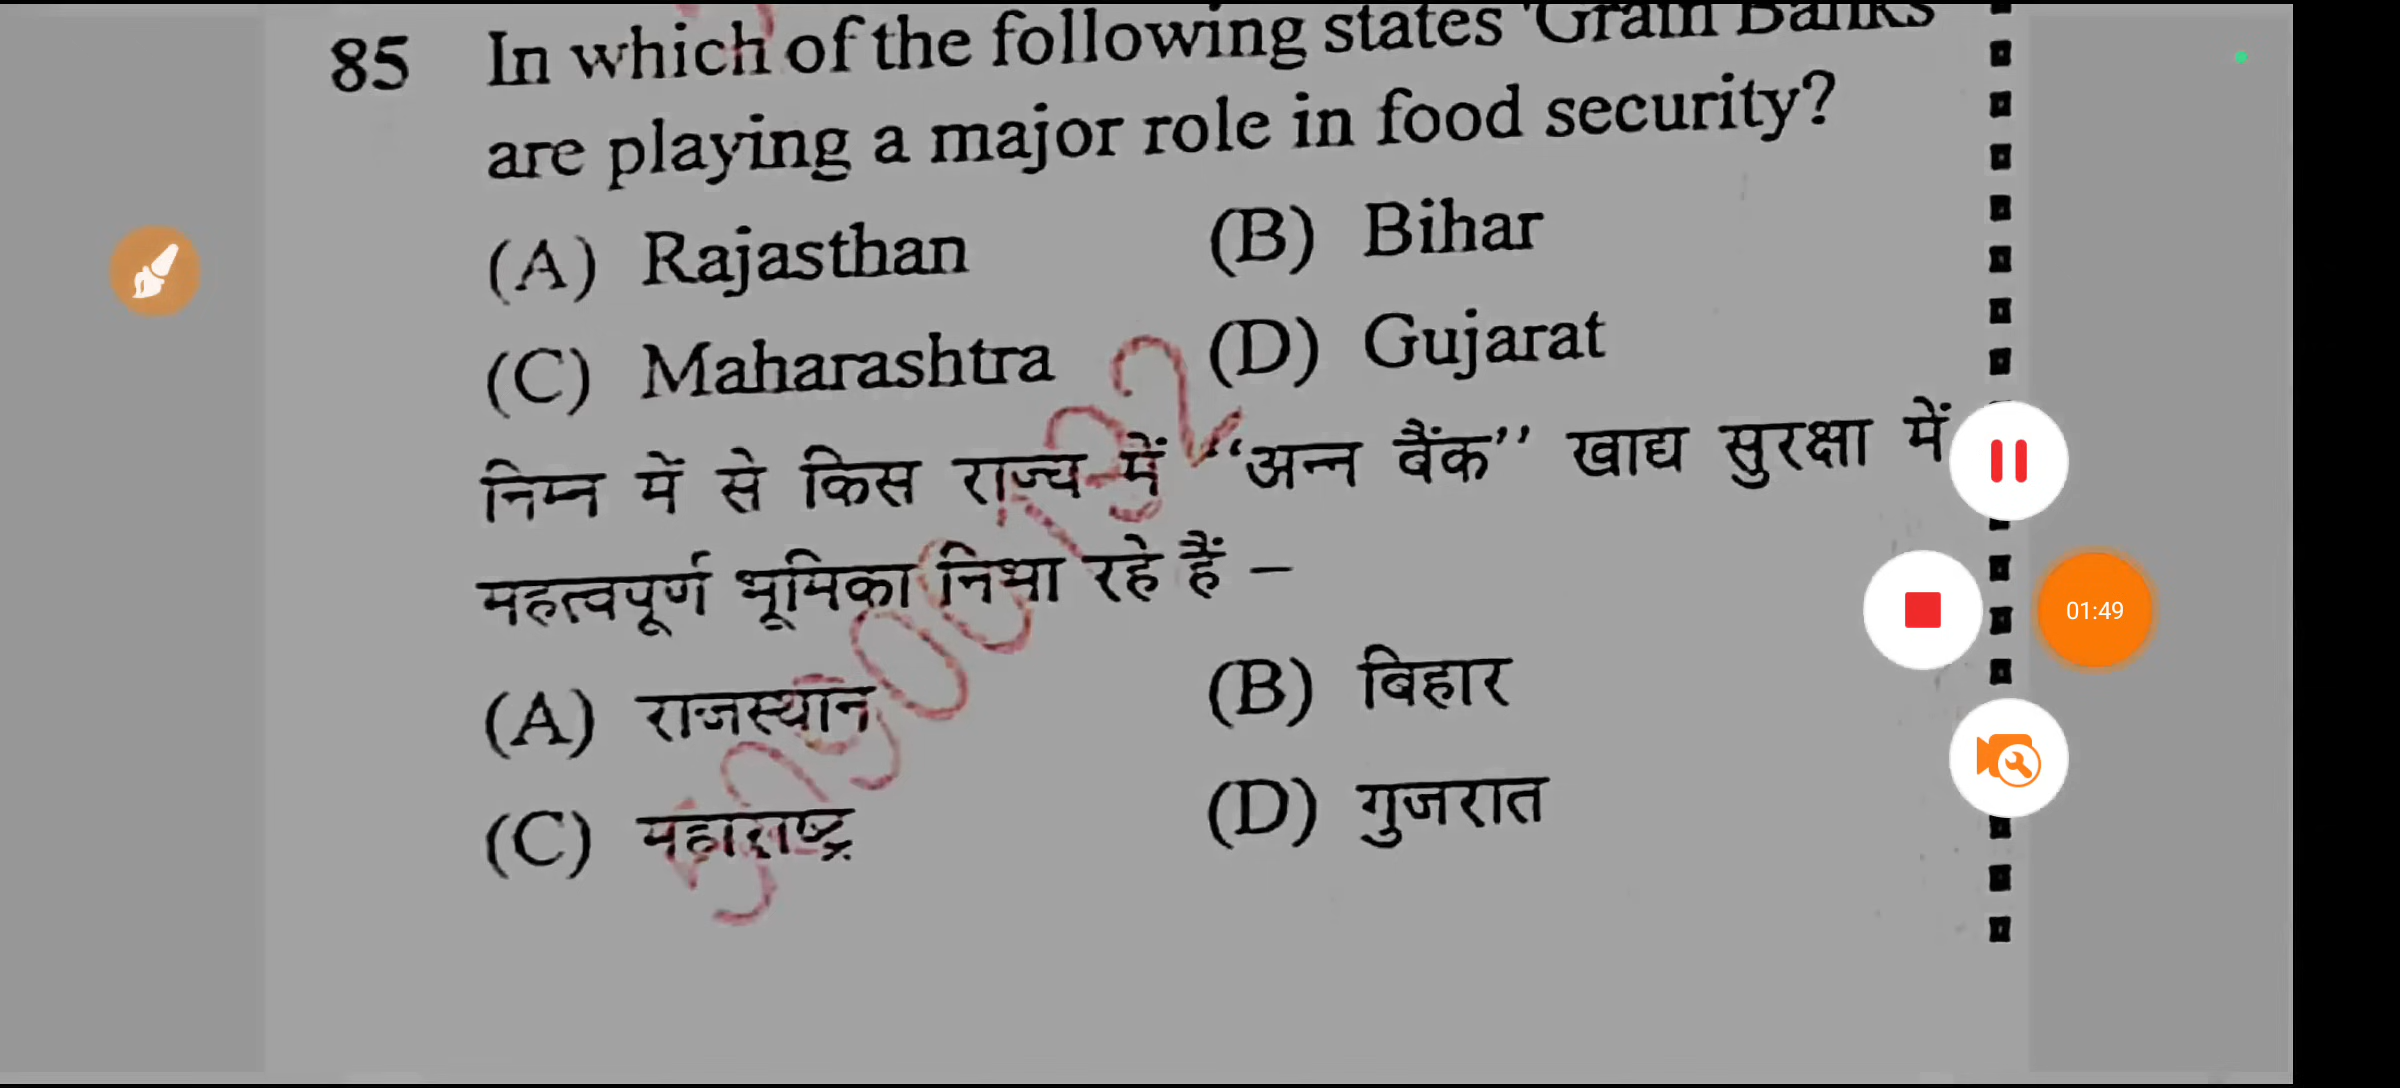 85 In which of the following states 'Grain Banks
are playing a major role in food security?
(A) Rajasthan (B) Bihar
(C) Maharashtra (D) Gujarat
निम्न में से किस राज्य में “अन्न बैंक” खाद्य सुरक्षा में
महत्वपूर्ण भूमिका निभा रहे हैं –
(A) राजस्थान (B) बिहार
(C) महाराष्ट्र (D) गुजरात
01:49